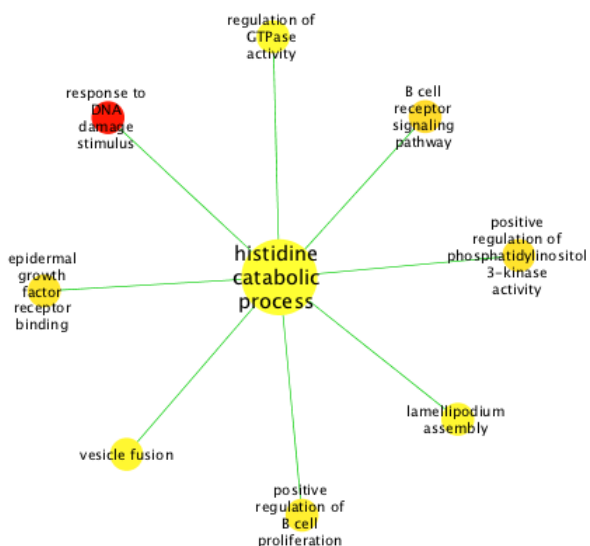 regulation of
GTPase
activity
response to
DNA
damage
stimulus
B cell
receptor
signaling
pathway
positive
regulation of
phosphatidylinositol
3-kinase
activity
histidine
catabolic
process
epidermal
growth
factor
receptor
binding
lamellipodium
assembly
vesicle fusion
positive
regulation of
B cell
proliferation